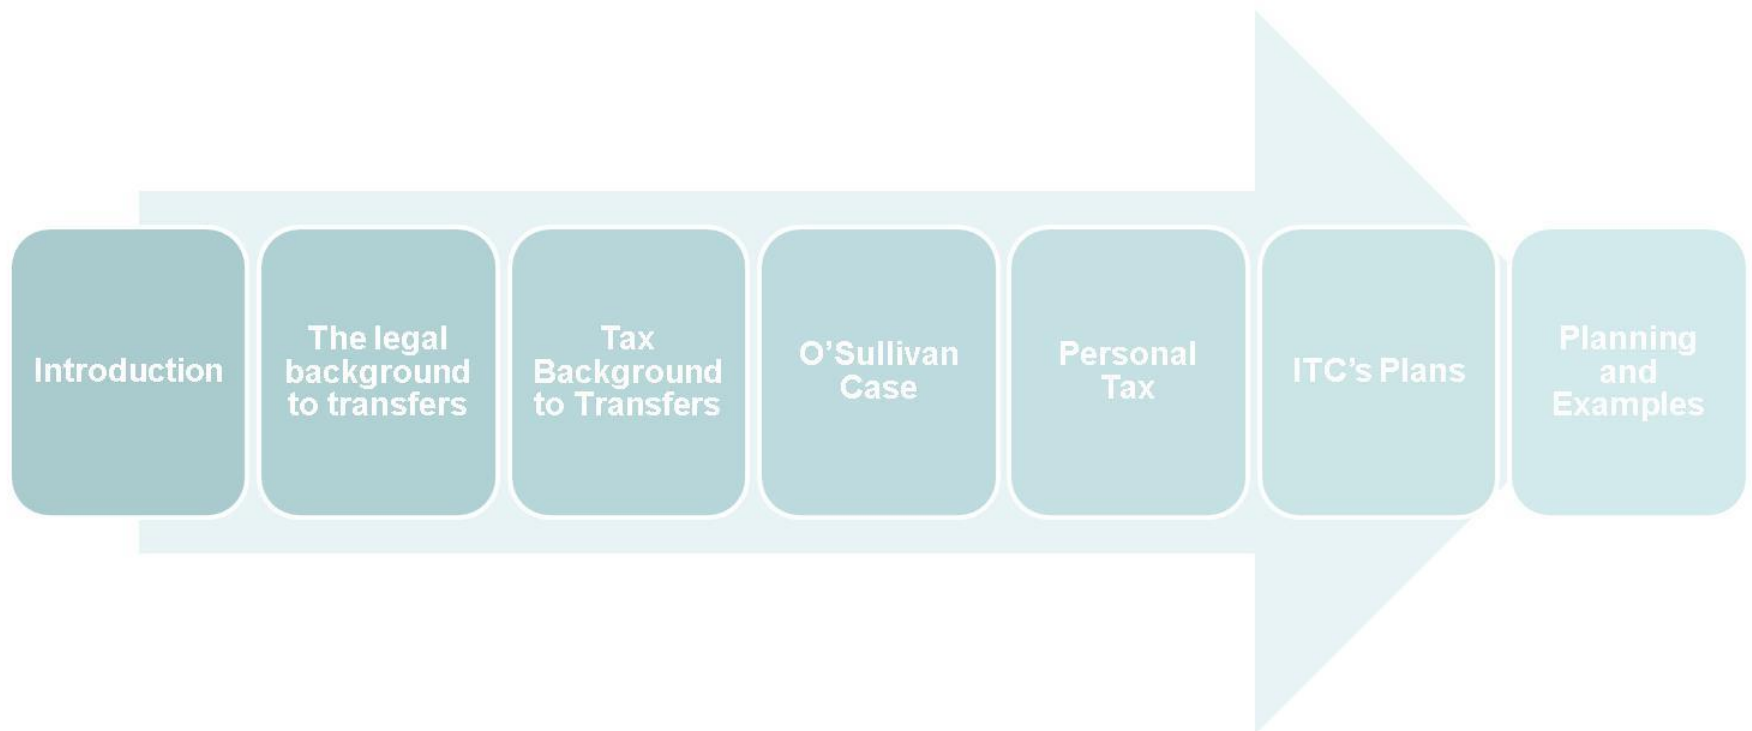 Introduction
The legal
background
to transfers
Tax
Background
to Transfers
O’Sullivan
Case
Personal
Tax
ITC’s Plans
Planning
and
Examples